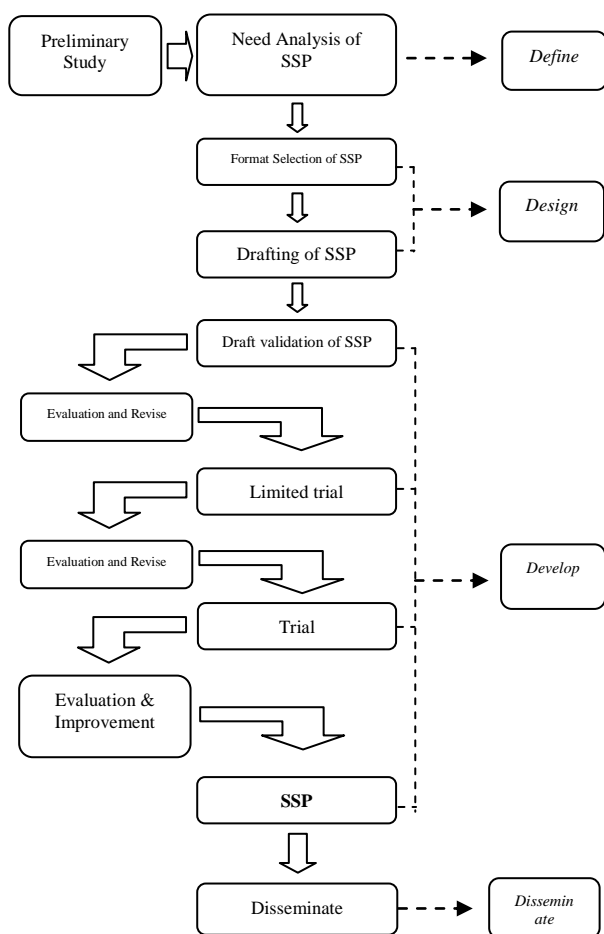 Preliminary
Study
Need Analysis of
SSP
Define
Format Selection of SSP
Design
Drafting of SSP
Draft validation of SSP
Evaluation and Revise
Limited trial
Evaluation and Revise
Develop
Trial
Evaluation &
Improvement
SSP
Disseminate
Dissemin
ate